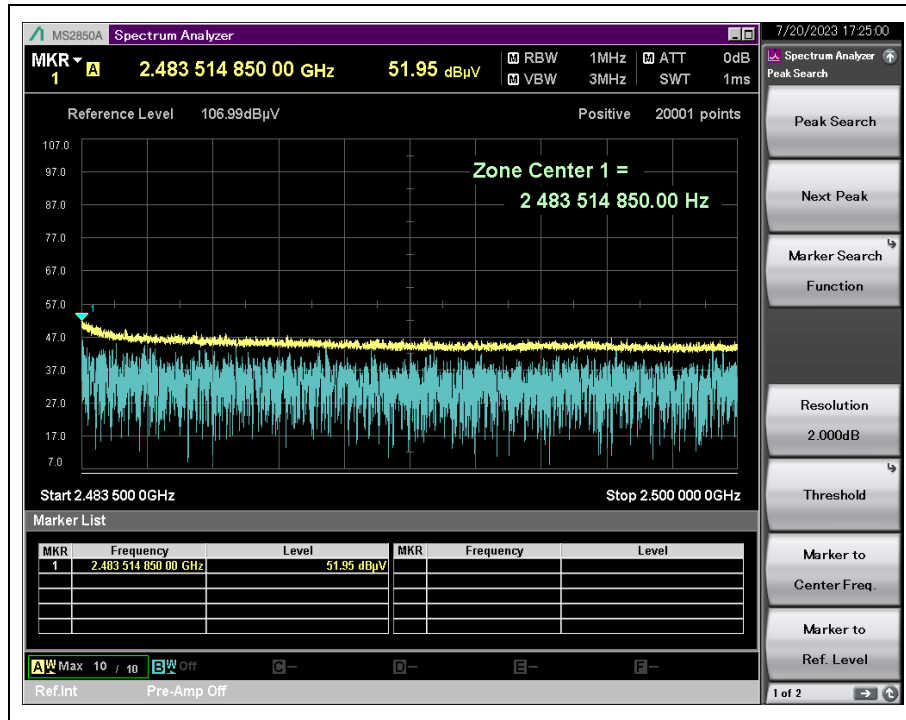 MS2850A Spectrum Analyzer
7/20/2023 17:25:00
MKR 1 A 2.483 514 850 00 GHz 51.95 dBµV
M RBW 1MHz M ATT 0dB
M VBW 3MHz SWT 1ms
Reference Level 106.99dBµV Positive 20001 points
107.0
97.0
87.0
77.0
67.0
57.0
47.0
37.0
27.0
17.0
7.0
Zone Center 1 =
2 483 514 850.00 Hz
1
Start 2.483 500 0GHz Stop 2.500 000 0GHz
Marker List
MKR Frequency Level MKR Frequency Level
1 2.483 514 850 00 GHz 51.95 dBµV
A W Max 10 / 10 B W Off C- D- E- F-
Ref.Int Pre-Amp Off
Spectrum Analyzer
Peak Search
Peak Search
Next Peak
Marker Search
Function
Resolution
2.000dB
Threshold
Marker to
Center Freq.
Marker to
Ref. Level
1 of 2